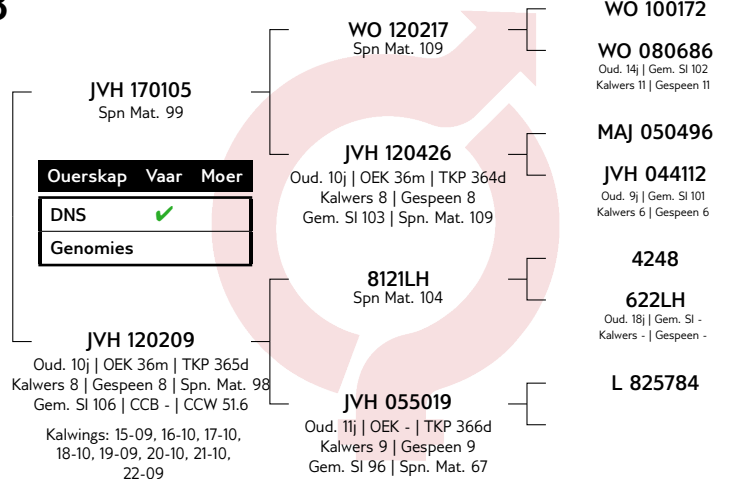 JVH 170105
Spn Mat. 99
Ouerskap Vaar Moer
DNS ✔
Genomies
JVH 120209
Oud. 10j | OEK 36m | TKP 365d
Kalwers 8 | Gespeen 8 | Spn. Mat. 98
Gem. SI 106 | CCB - | CCW 51.6
Kalwings: 15-09, 16-10, 17-10,
18-10, 19-09, 20-10, 21-10,
22-09
WO 120217
Spn Mat. 109
JVH 120426
Oud. 10j | OEK 36m | TKP 364d
Kalwers 8 | Gespeen 8
Gem. SI 103 | Spn. Mat. 109
8121LH
Spn Mat. 104
JVH 055019
Oud. 11j | OEK - | TKP 366d
Kalwers 9 | Gespeen 9
Gem. SI 96 | Spn. Mat. 67
WO 100172
WO 080686
Oud. 14j | Gem. SI 102
Kalwers 11 | Gespeen 11
MAJ 050496
JVH 044112
Oud. 9j | Gem. SI 101
Kalwers 6 | Gespeen 6
4248
622LH
Oud. 18j | Gem. SI -
Kalwers - | Gespeen -
L 825784